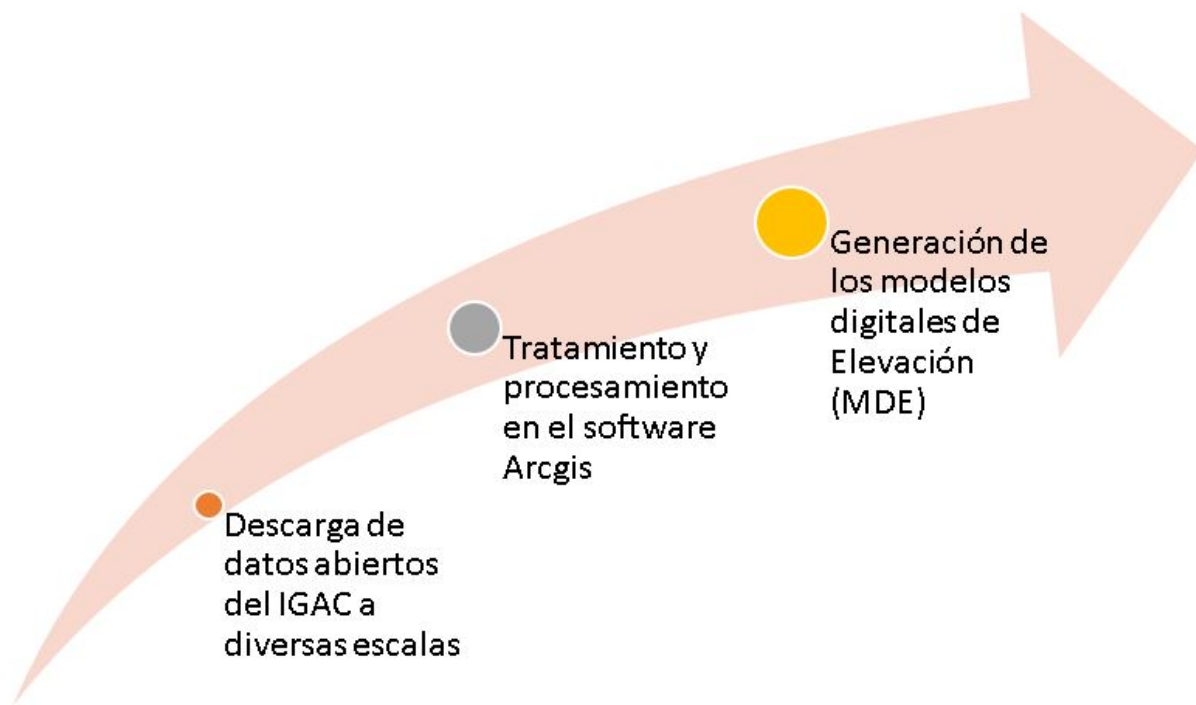 Generación de
los modelos
digitales de
Elevación
(MDE)
Tratamiento y
procesamiento
en el software
Arcgis
Descarga de
datos abiertos
del IGAC a
diversas escalas